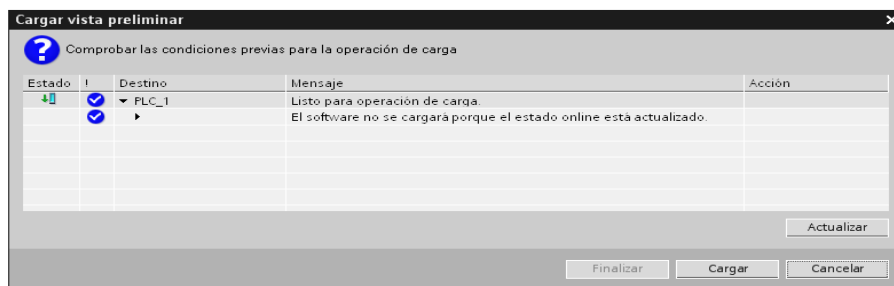 Cargar vista preliminar
Comprobar las condiciones previas para la operación de carga
Estado ! Destino Mensaje Acción
PLC_1 Listo para operación de carga.
El software no se cargará porque el estado online está actualizado.
Actualizar
Finalizar Cargar Cancelar